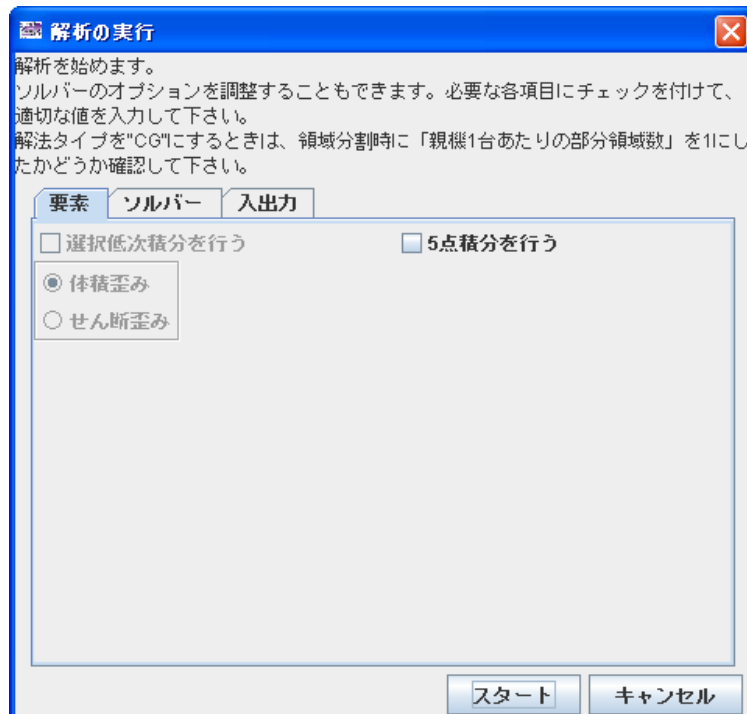 解析の実行
解析を始めます。
ソルバーのオプションを調整することもできます。必要な各項目にチェックを付けて、
適切な値を入力して下さい。
解法タイプを"CG"にするときは、領域分割時に「親機1台あたりの部分領域数」を1にし
たかどうか確認して下さい。
要素 ソルバー 入出力
選択低次積分を行う 5点積分を行う
体積歪み
せん断歪み
スタート キャンセル